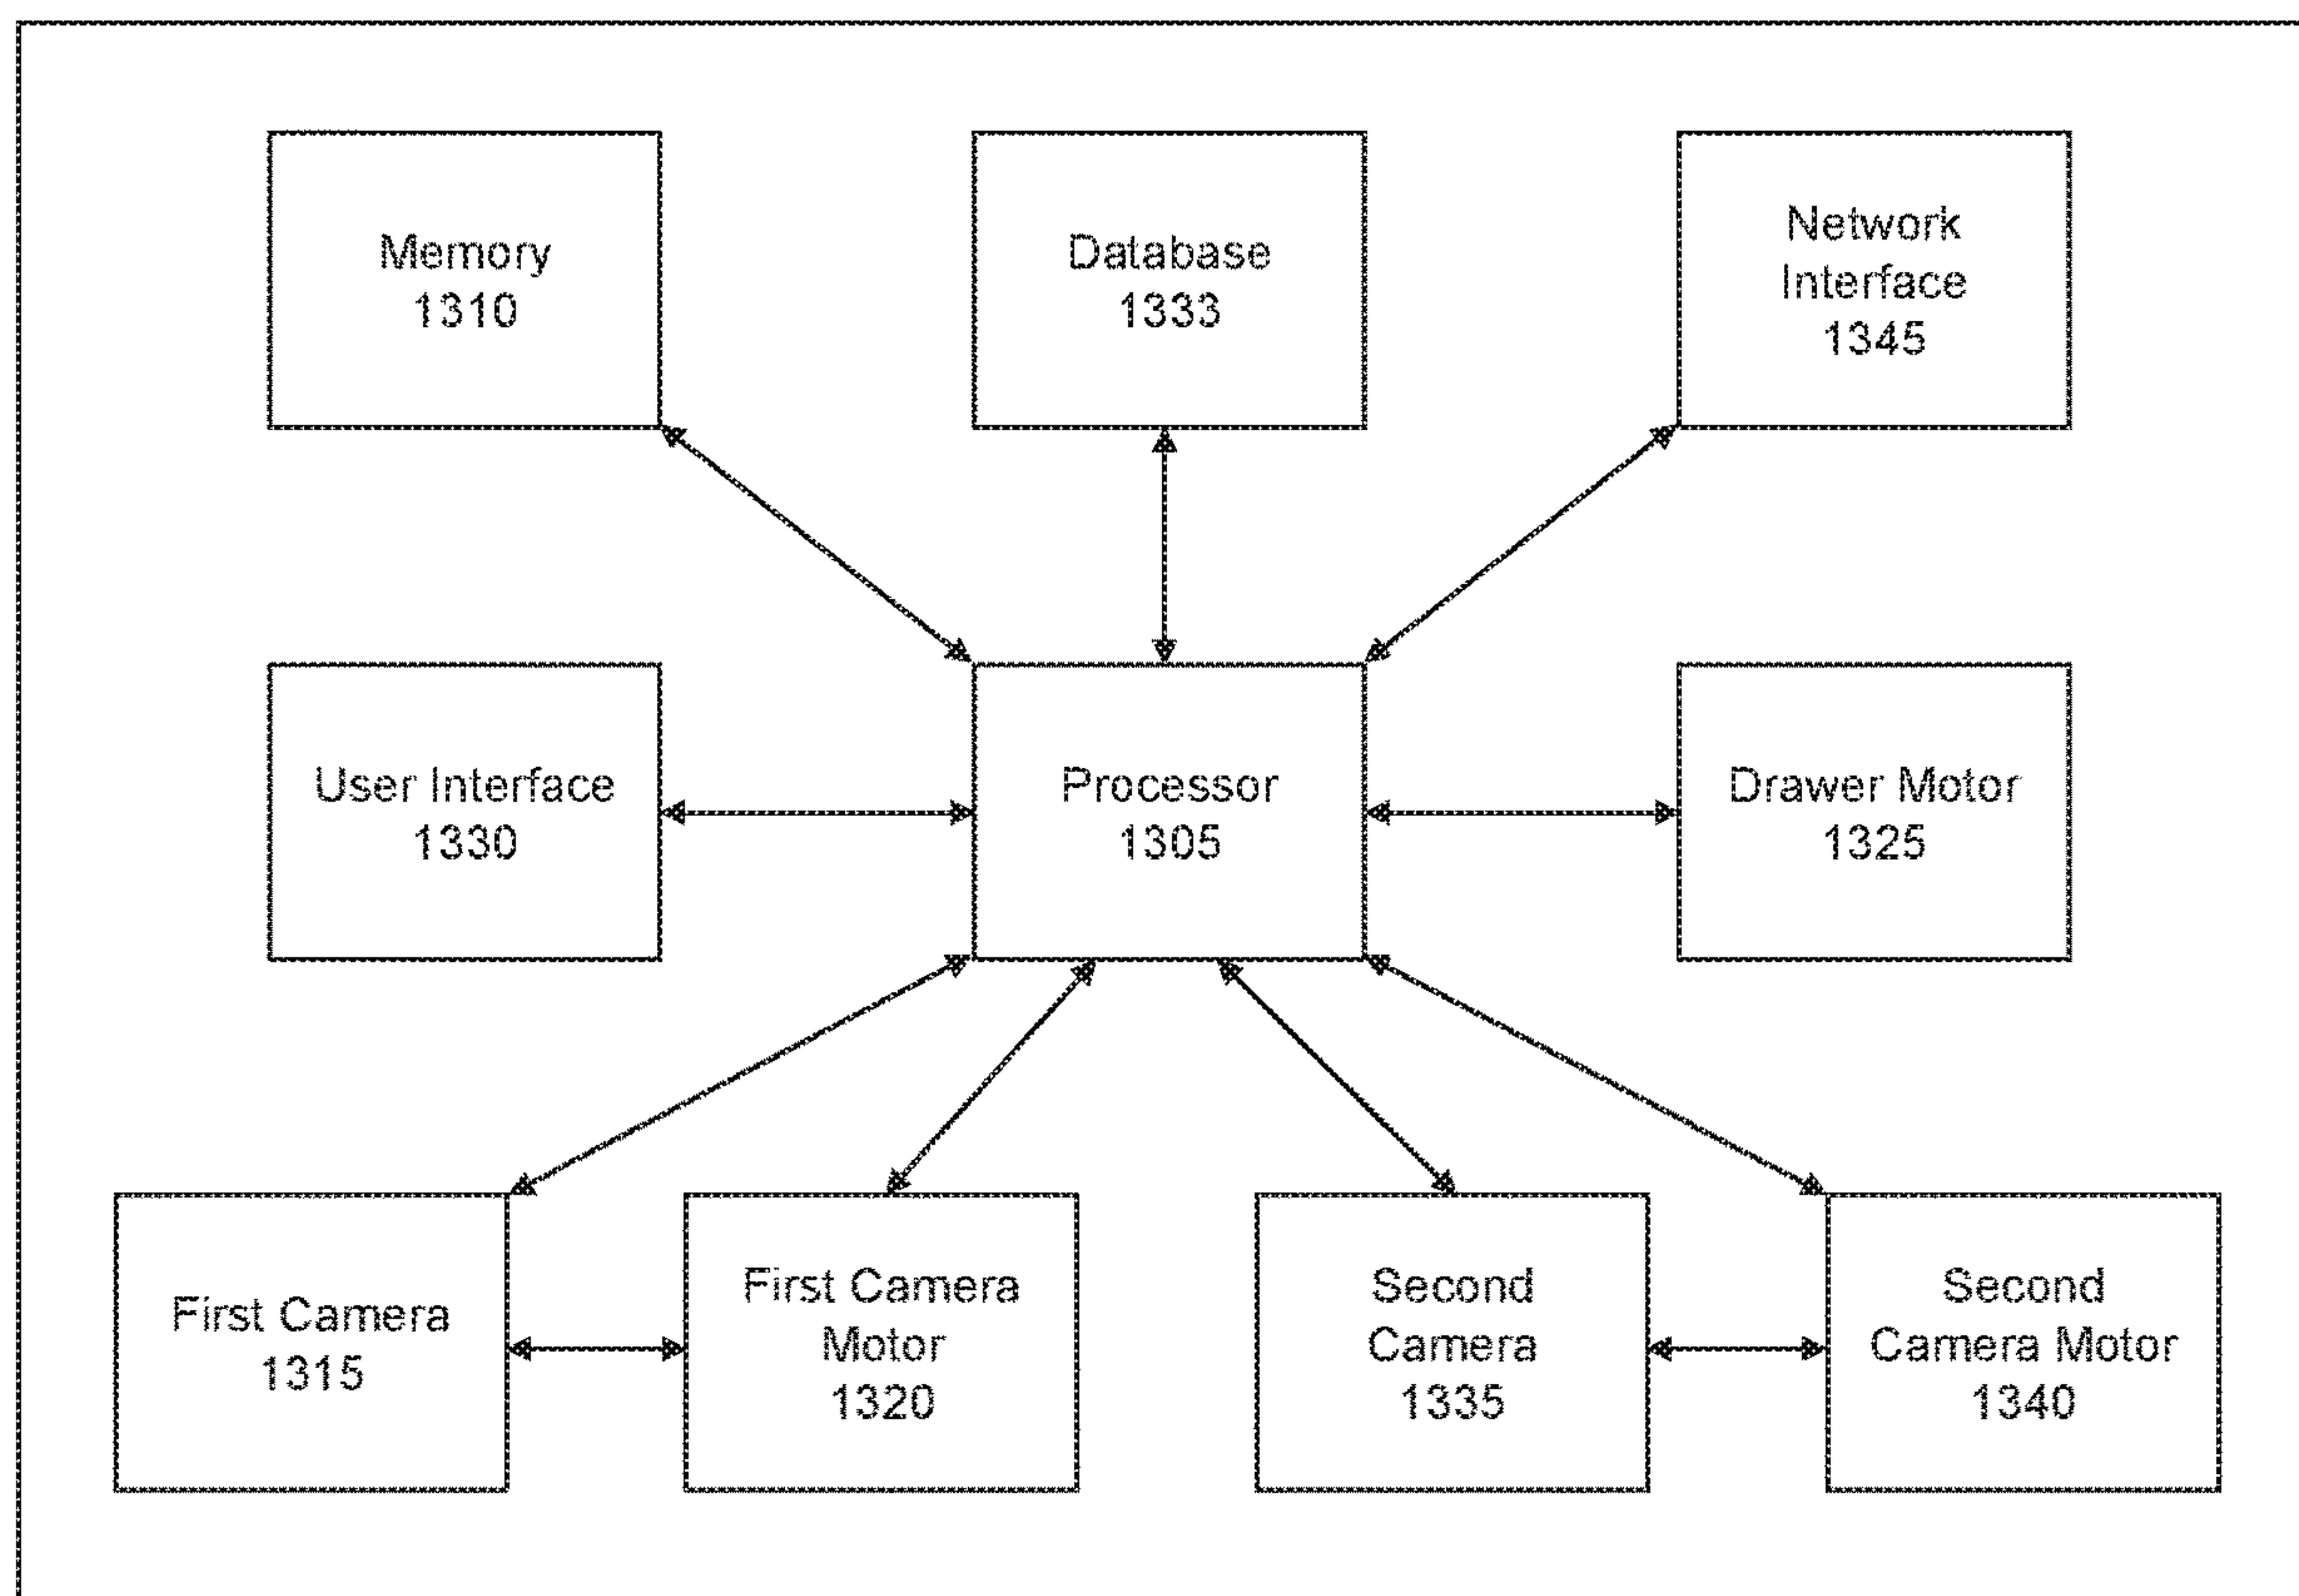 Memory
1310
Database
1333
Network
Interface
1345
User Interface
1330
Processor
1305
Drawer Motor
1325
First Camera
1315
First Camera
Motor
1320
Second
Camera
1335
Second
Camera Motor
1340